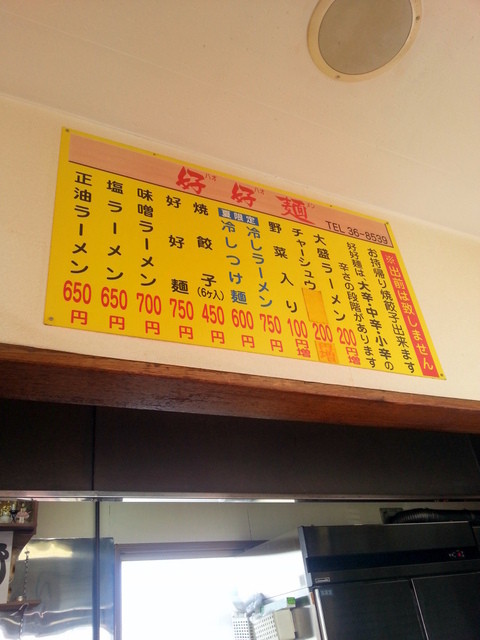 好好麺
TEL.36-8539
※出前は致しません
お持帰り焼餃子出来ます
好好麺は、大辛・中辛・小辛の
辛さの段階があります
大盛ラーメン 200円増
チャーシュウ 200
野菜入り 100円増
夏限定
冷しラーメン 750円
冷しつけ麺 600円
焼餃子(6ヶ入) 450円
好好麺 750円
味噌ラーメン 700円
塩ラーメン 650円
正油ラーメン 650円